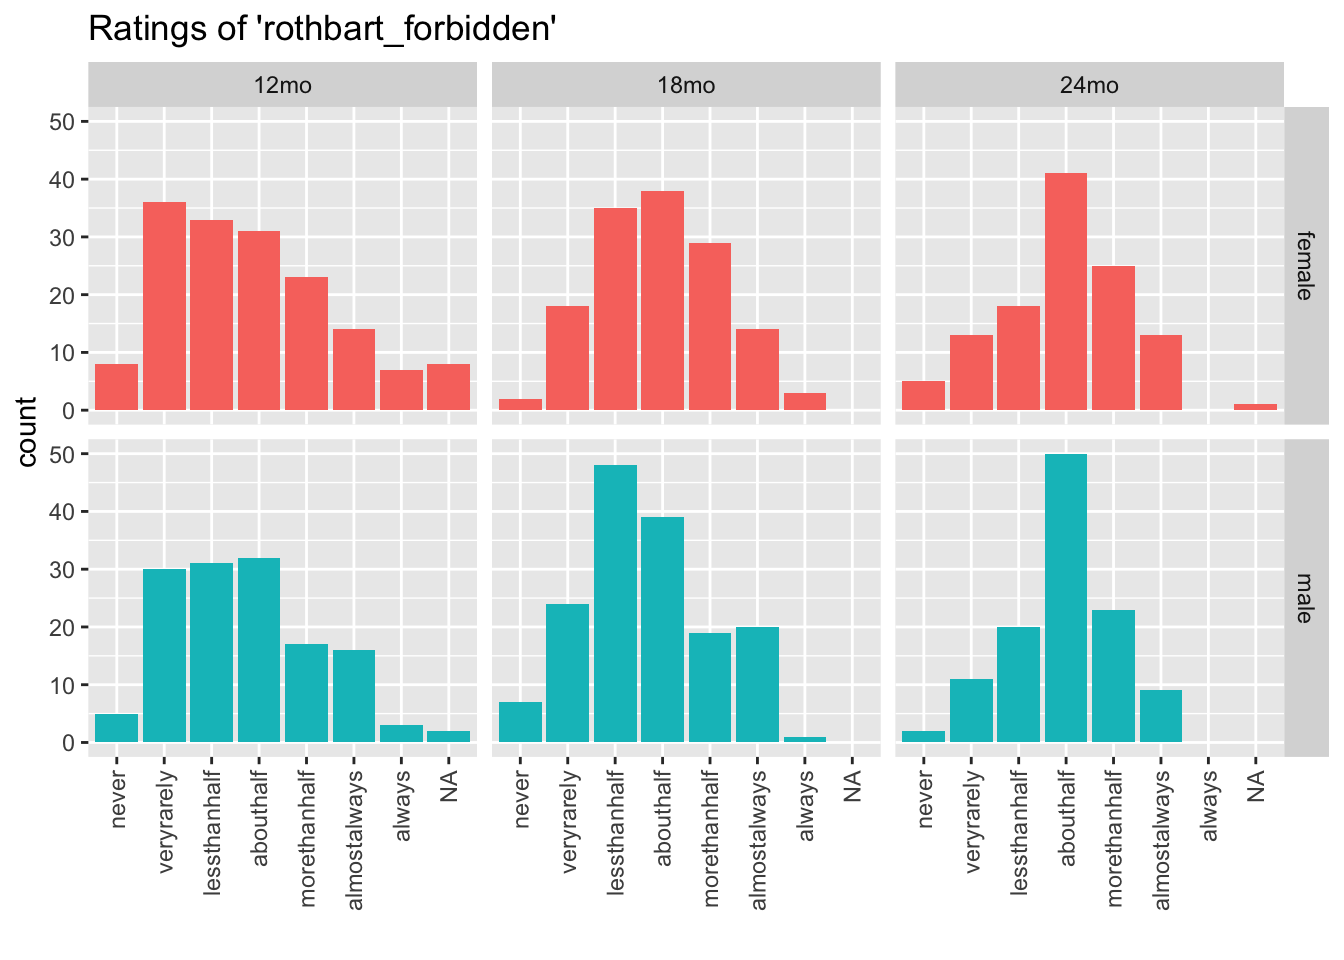 Ratings of 'rothbart_forbidden'
12mo
18mo
24mo
50
40
30
20
10
0
female
count
50
40
30
20
10
0
male
never
veryrarely
lessthanhalf
abouthalf
morethanhalf
almostalways
always
NA
never
veryrarely
lessthanhalf
abouthalf
morethanhalf
almostalways
always
NA
never
veryrarely
lessthanhalf
abouthalf
morethanhalf
almostalways
always
NA